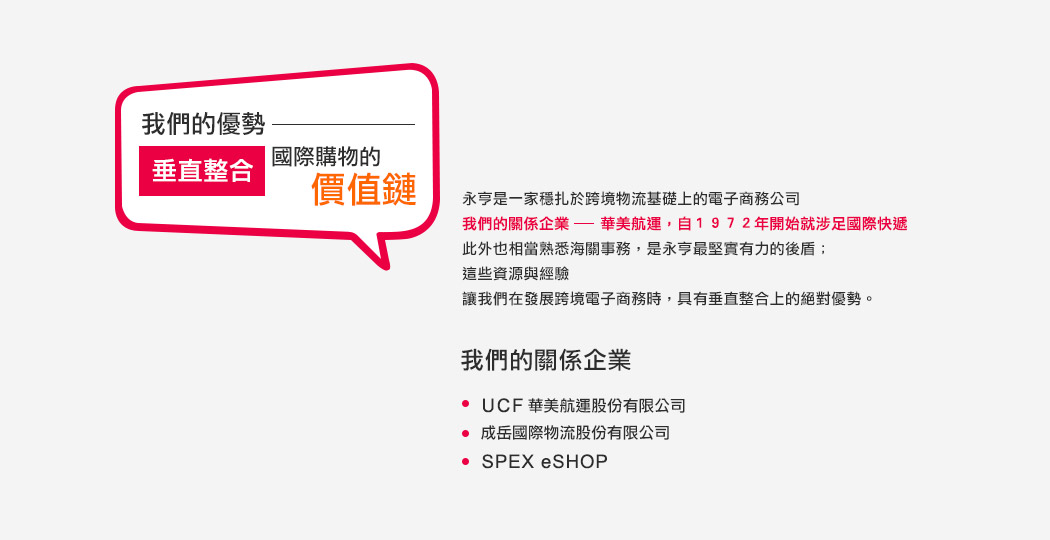 我們的優勢
垂直整合
國際購物的
價值鏈
永亨是一家穩扎於跨境物流基礎上的電子商務公司
我們的關係企業 — 華美航運，自１９７２年開始就涉足國際快遞
此外也相當熟悉海關事務，是永亨最堅實有力的後盾；
這些資源與經驗
讓我們在發展跨境電子商務時，具有垂直整合上的絕對優勢。
我們的關係企業
• UCF 華美航運股份有限公司
• 成岳國際物流股份有限公司
• SPEX eSHOP